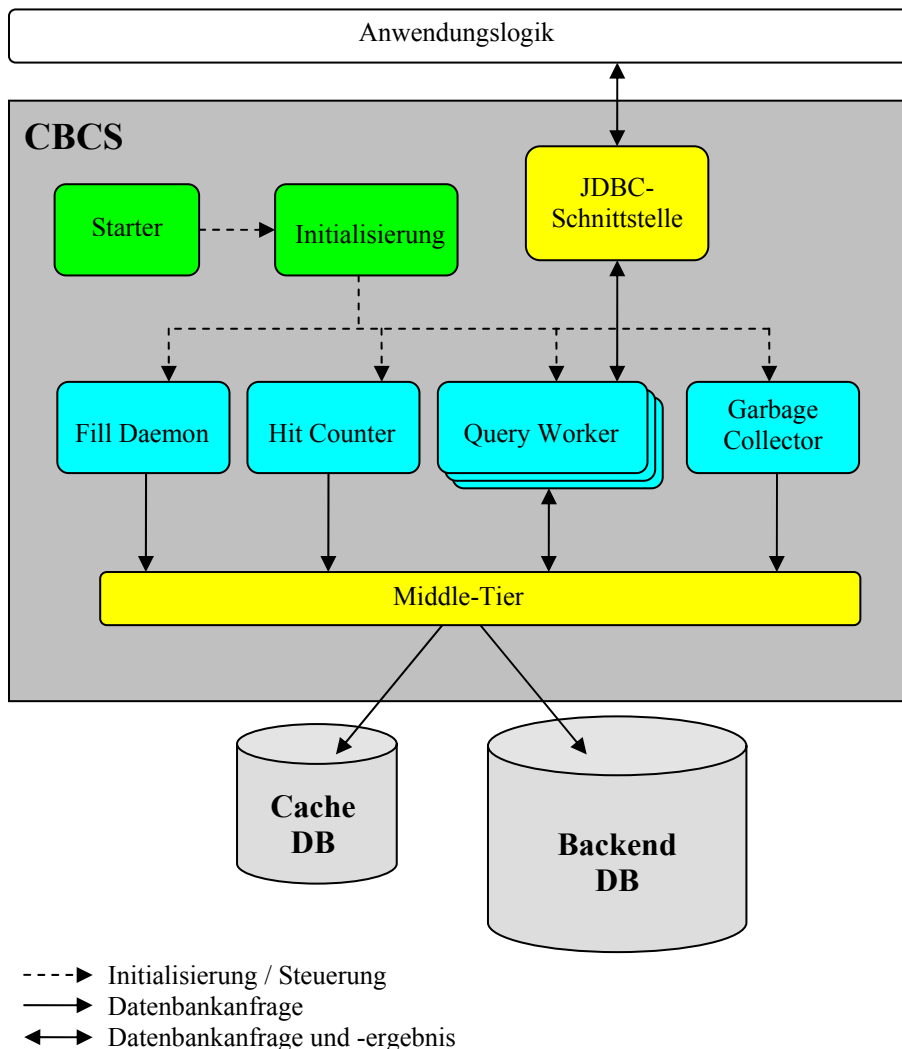 Anwendungslogik
CBCS
JDBC-
Schnittstelle
Starter
Initialisierung
Fill Daemon
Hit Counter
Query Worker
Garbage
Collector
Middle-Tier
Cache
DB
Backend
DB
Initialisierung / Steuerung
Datenbankanfrage
Datenbankanfrage und -ergebnis